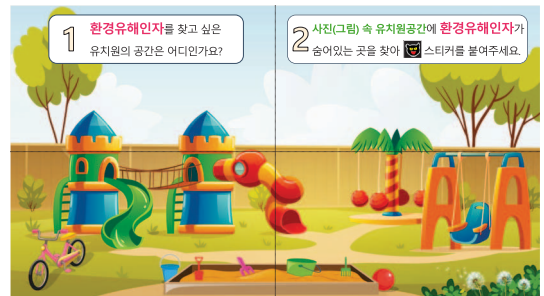 1 환경유해인자를 찾고 싶은
유치원의 공간은 어디인가요?
2 사진(그림) 속 유치원공간에 환경유해인자가
숨어있는 곳을 찾아 스티커를 붙여주세요.